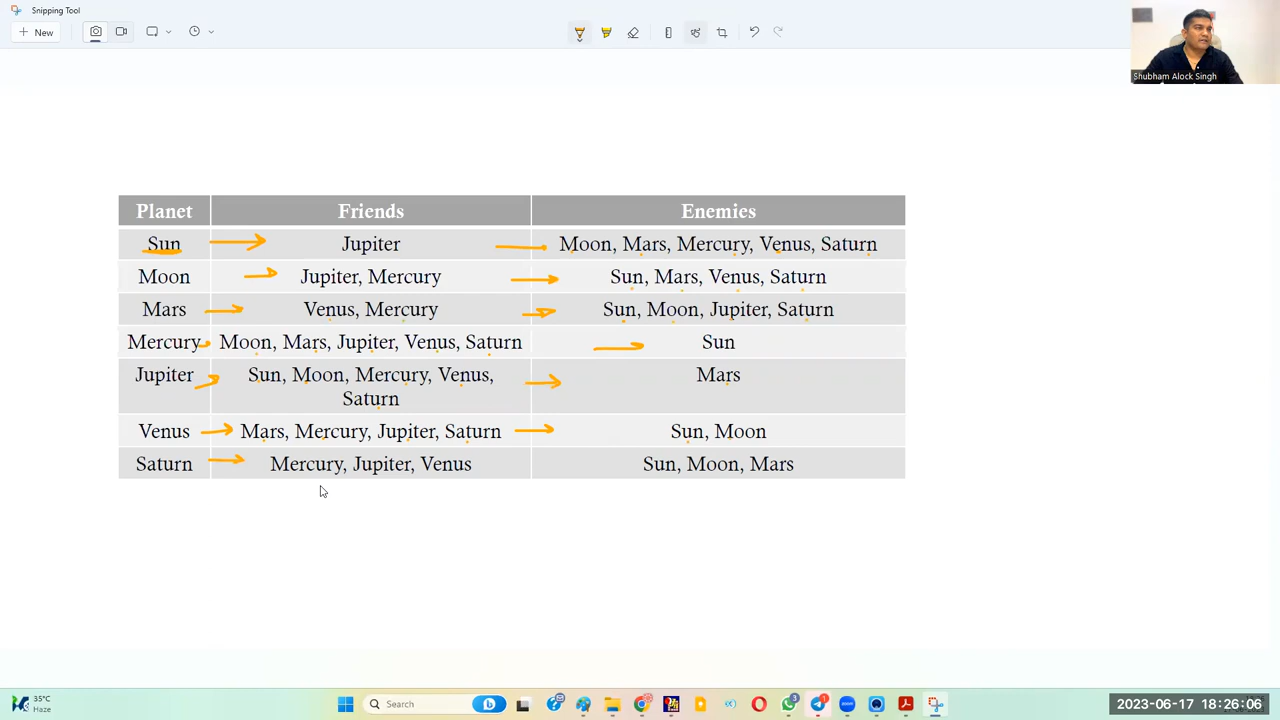 Snipping Tool
New
Shubham Alock Singh
Planet Friends Enemies
Sun Jupiter Moon, Mars, Mercury, Venus, Saturn
Moon Jupiter, Mercury Sun, Mars, Venus, Saturn
Mars Venus, Mercury Sun, Moon, Jupiter, Saturn
Mercury Moon, Mars, Jupiter, Venus, Saturn Sun
Jupiter Sun, Moon, Mercury, Venus, Mars
Saturn
Venus Mars, Mercury, Jupiter, Saturn Sun, Moon
Saturn Mercury, Jupiter, Venus Sun, Moon, Mars
35°C
Haze
Search
3
1
zoom
2023-06-17 18:26:06